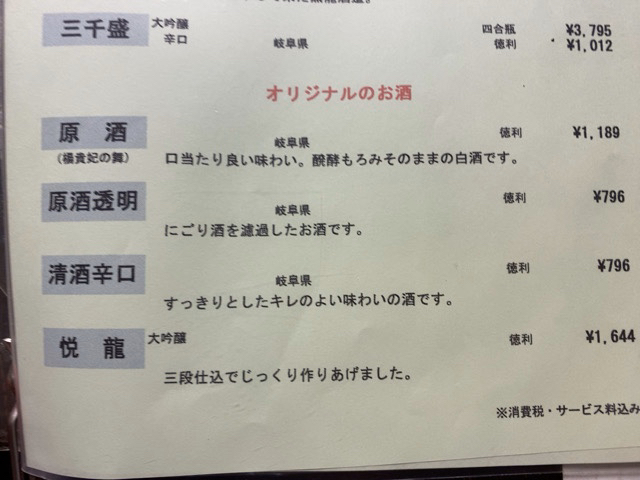 三千盛 大吟醸 四合瓶 ¥3,795
辛口 岐阜県 徳利 ¥1,012
オリジナルのお酒
原 酒 岐阜県 徳利 ¥1,189
(楊貴妃の舞) 口当たり良い味わい。醗酵もろみそのままの白酒です。
原酒透明 岐阜県 徳利 ¥796
にごり酒を濾過したお酒です。
清酒辛口 岐阜県 徳利 ¥796
すっきりとしたキレのよい味わいの酒です。
悦 龍 大吟醸 徳利 ¥1,644
三段仕込でじっくり作りあげました。
※消費税・サービス料込み